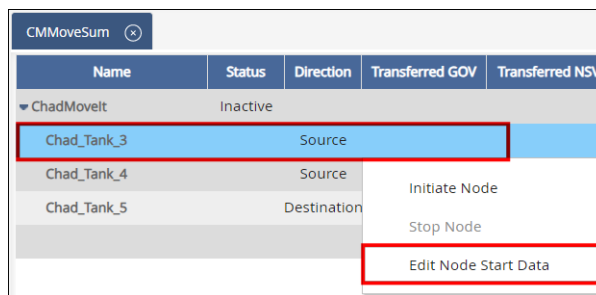 CMMoveSum
Name Status Direction Transferred GOV Transferred NSV
ChadMoveIt Inactive
Chad_Tank_3 Source
Chad_Tank_4 Source
Initiate Node
Chad_Tank_5 Destination
Stop Node
Edit Node Start Data